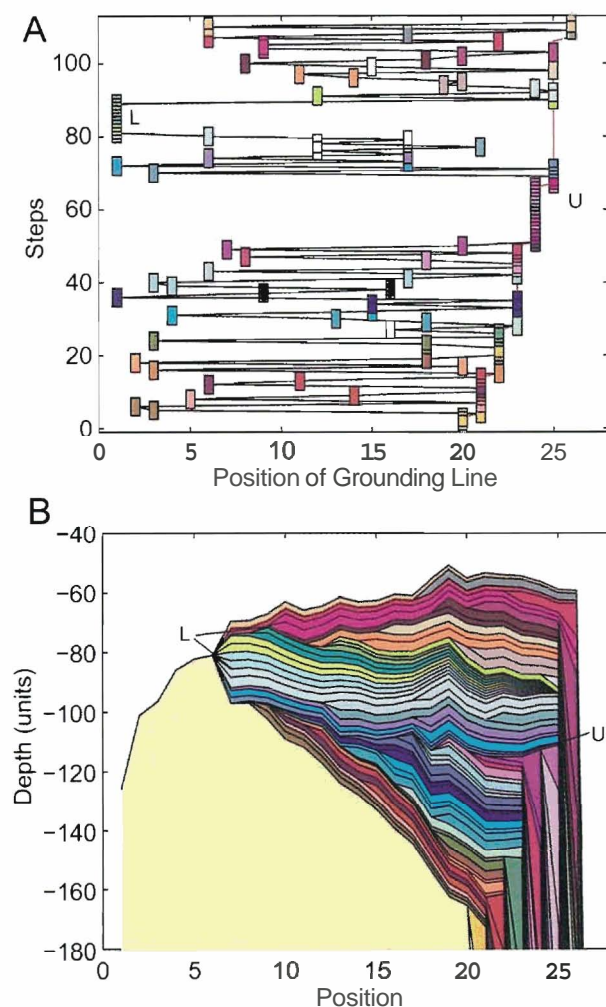 A
100
80
60
40
20
0
Steps
L
U
0 5 10 15 20 25
Position of Grounding Line
B
-40
-60
-80
-100
-120
-140
-160
-180
Depth (units)
L
U
0 5 10 15 20 25
Position